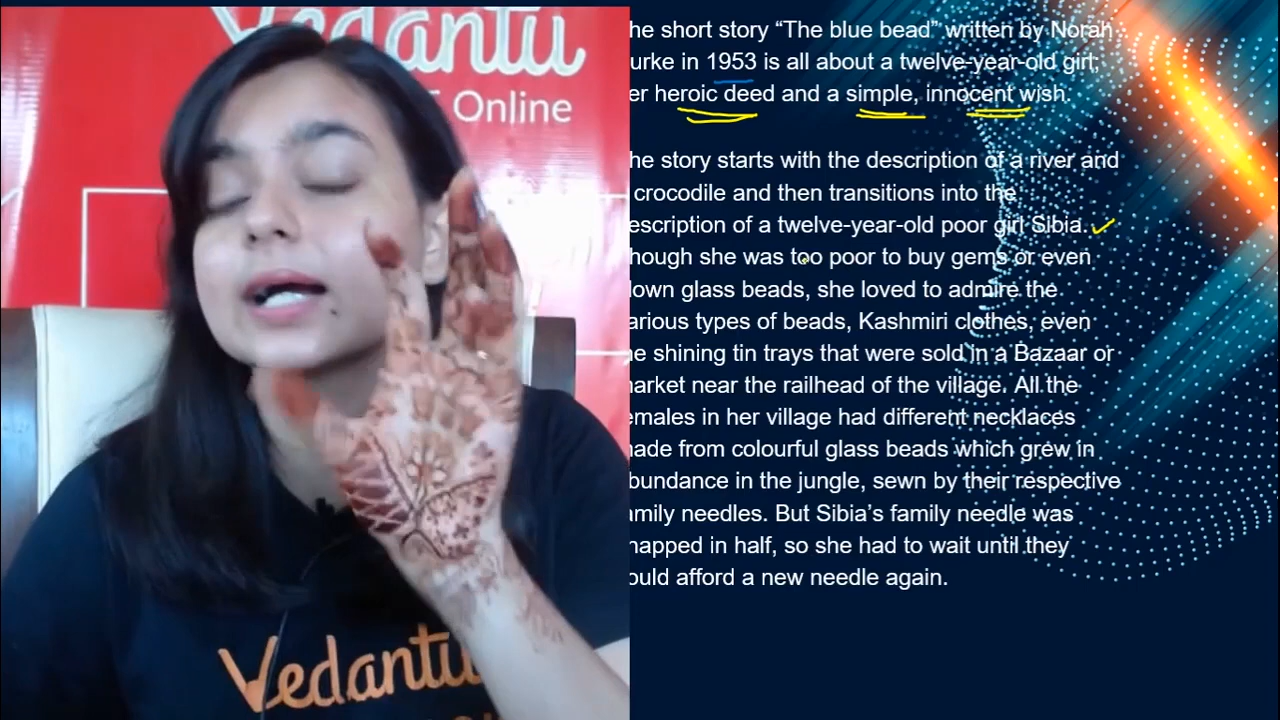 Vedantu
Online
he short story “The blue bead” written by Norah
urke in 1953 is all about a twelve-year-old girl;
er heroic deed and a simple, innocent wish.
he story starts with the description of a river and
crocodile and then transitions into the
escription of a twelve-year-old poor girl Sibia.
hough she was too poor to buy gems or even
lown glass beads, she loved to admire the
arious types of beads, Kashmiri clothes, even
he shining tin trays that were sold in a Bazaar or
arket near the railhead of the village. All the
emales in her village had different necklaces
ade from colourful glass beads which grew in
bundance in the jungle, sewn by their respective
amily needles. But Sibia’s family needle was
napped in half, so she had to wait until they
ould afford a new needle again.
Vedantu